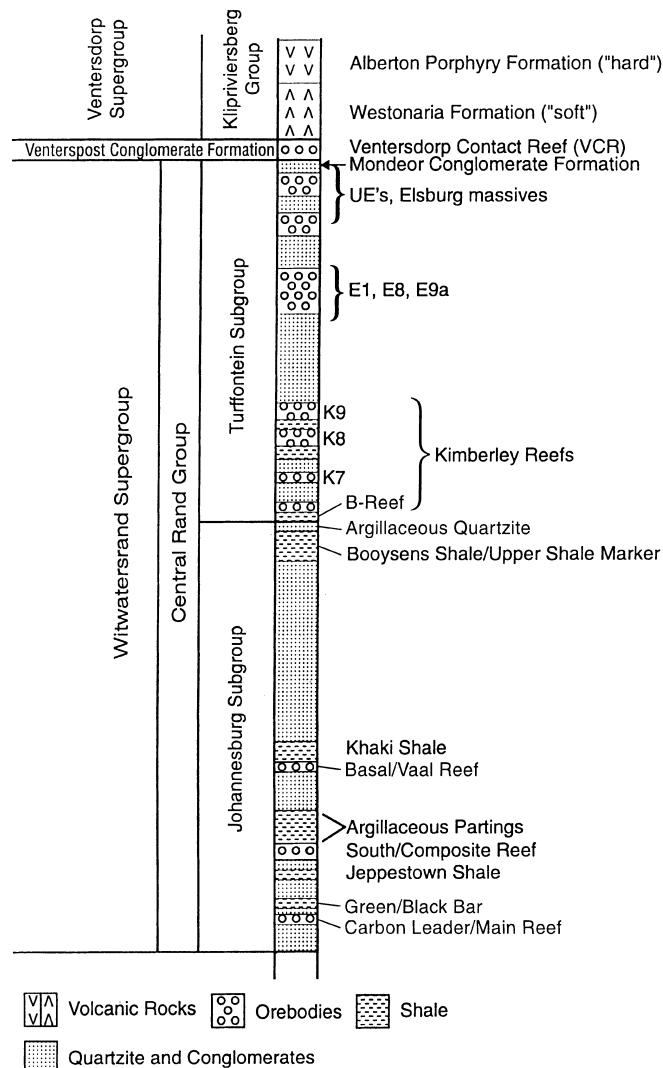 Ventersdorp
Supergroup
Klipriviersberg
Group
Alberton Porphyry Formation ("hard")
Westonaria Formation ("soft")
Venterspost Conglomerate Formation
Ventersdorp Contact Reef (VCR)
Mondeor Conglomerate Formation
UE's, Elsburg massives
E1, E8, E9a
Witwatersrand Supergroup
Central Rand Group
Turffontein Subgroup
K9
K8
K7
Kimberley Reefs
B-Reef
Argillaceous Quartzite
Booysens Shale/Upper Shale Marker
Johannesburg Subgroup
Khaki Shale
Basal/Vaal Reef
Argillaceous Partings
South/Composite Reef
Jeppestown Shale
Green/Black Bar
Carbon Leader/Main Reef
Volcanic Rocks
Orebodies
Shale
Quartzite and Conglomerates